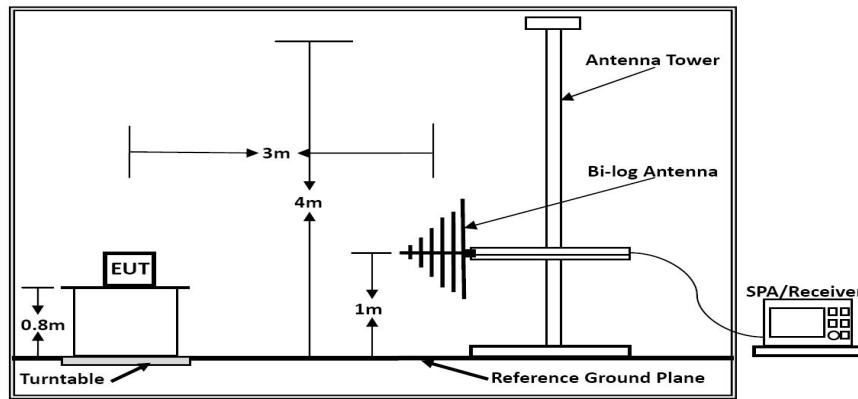 Antenna Tower
3m
Bi-log Antenna
4m
EUT
SPA/Receiver
0.8m
1m
Turntable
Reference Ground Plane